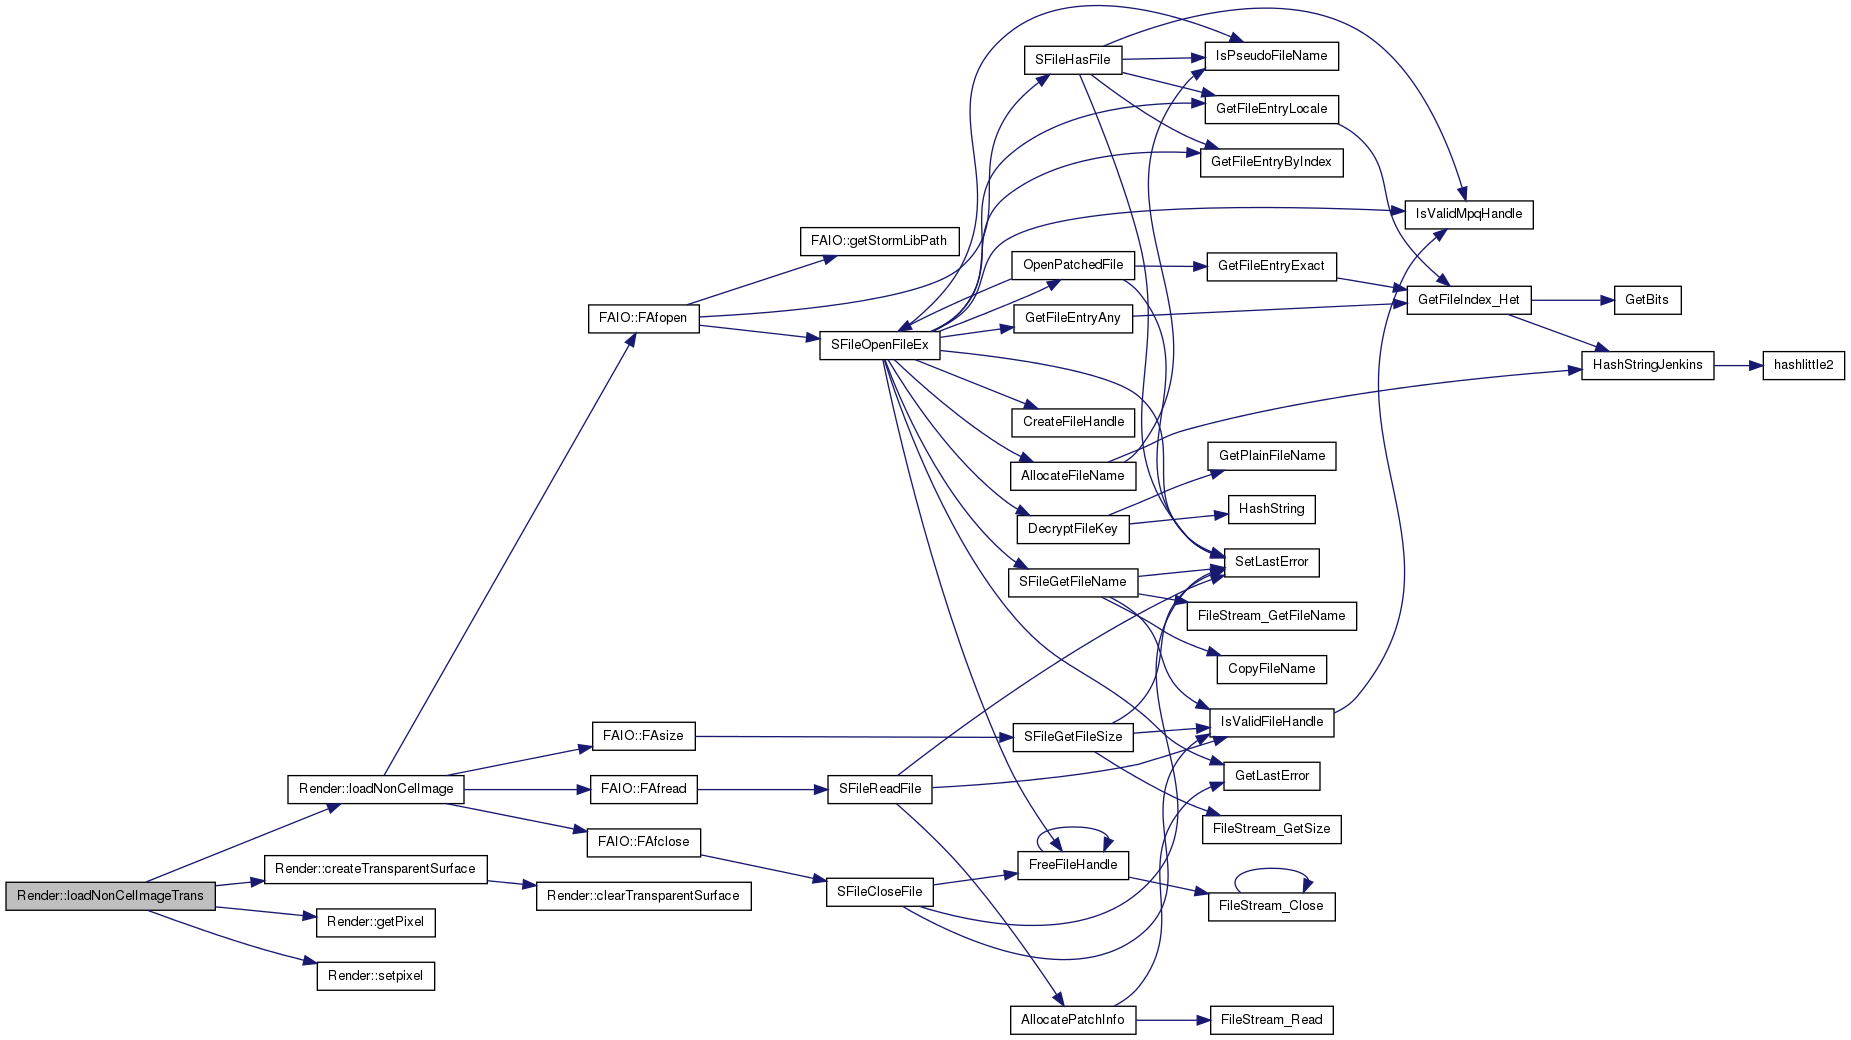 SFileHasFile
IsPseudoFileName
GetFileEntryLocale
GetFileEntryByIndex
IsValidMpqHandle
FAIO::getStormLibPath
OpenPatchedFile
GetFileEntryExact
GetFileIndex_Het
GetBits
FAIO::FAfopen
GetFileEntryAny
SFileOpenFileEx
HashStringJenkins
hashlittle2
CreateFileHandle
GetPlainFileName
AllocateFileName
HashString
DecryptFileKey
SetLastError
SFileGetFileName
FileStream_GetFileName
CopyFileName
IsValidFileHandle
FAIO::FAsize
SFileGetFileSize
GetLastError
Render::loadNonCelImage
FAIO::FAfread
SFileReadFile
FileStream_GetSize
FAIO::FAfclose
FreeFileHandle
Render::createTransparentSurface
SFileCloseFile
Render::loadNonCelImageTrans
Render::clearTransparentSurface
FileStream_Close
Render::getPixel
Render::setpixel
AllocatePatchInfo
FileStream_Read